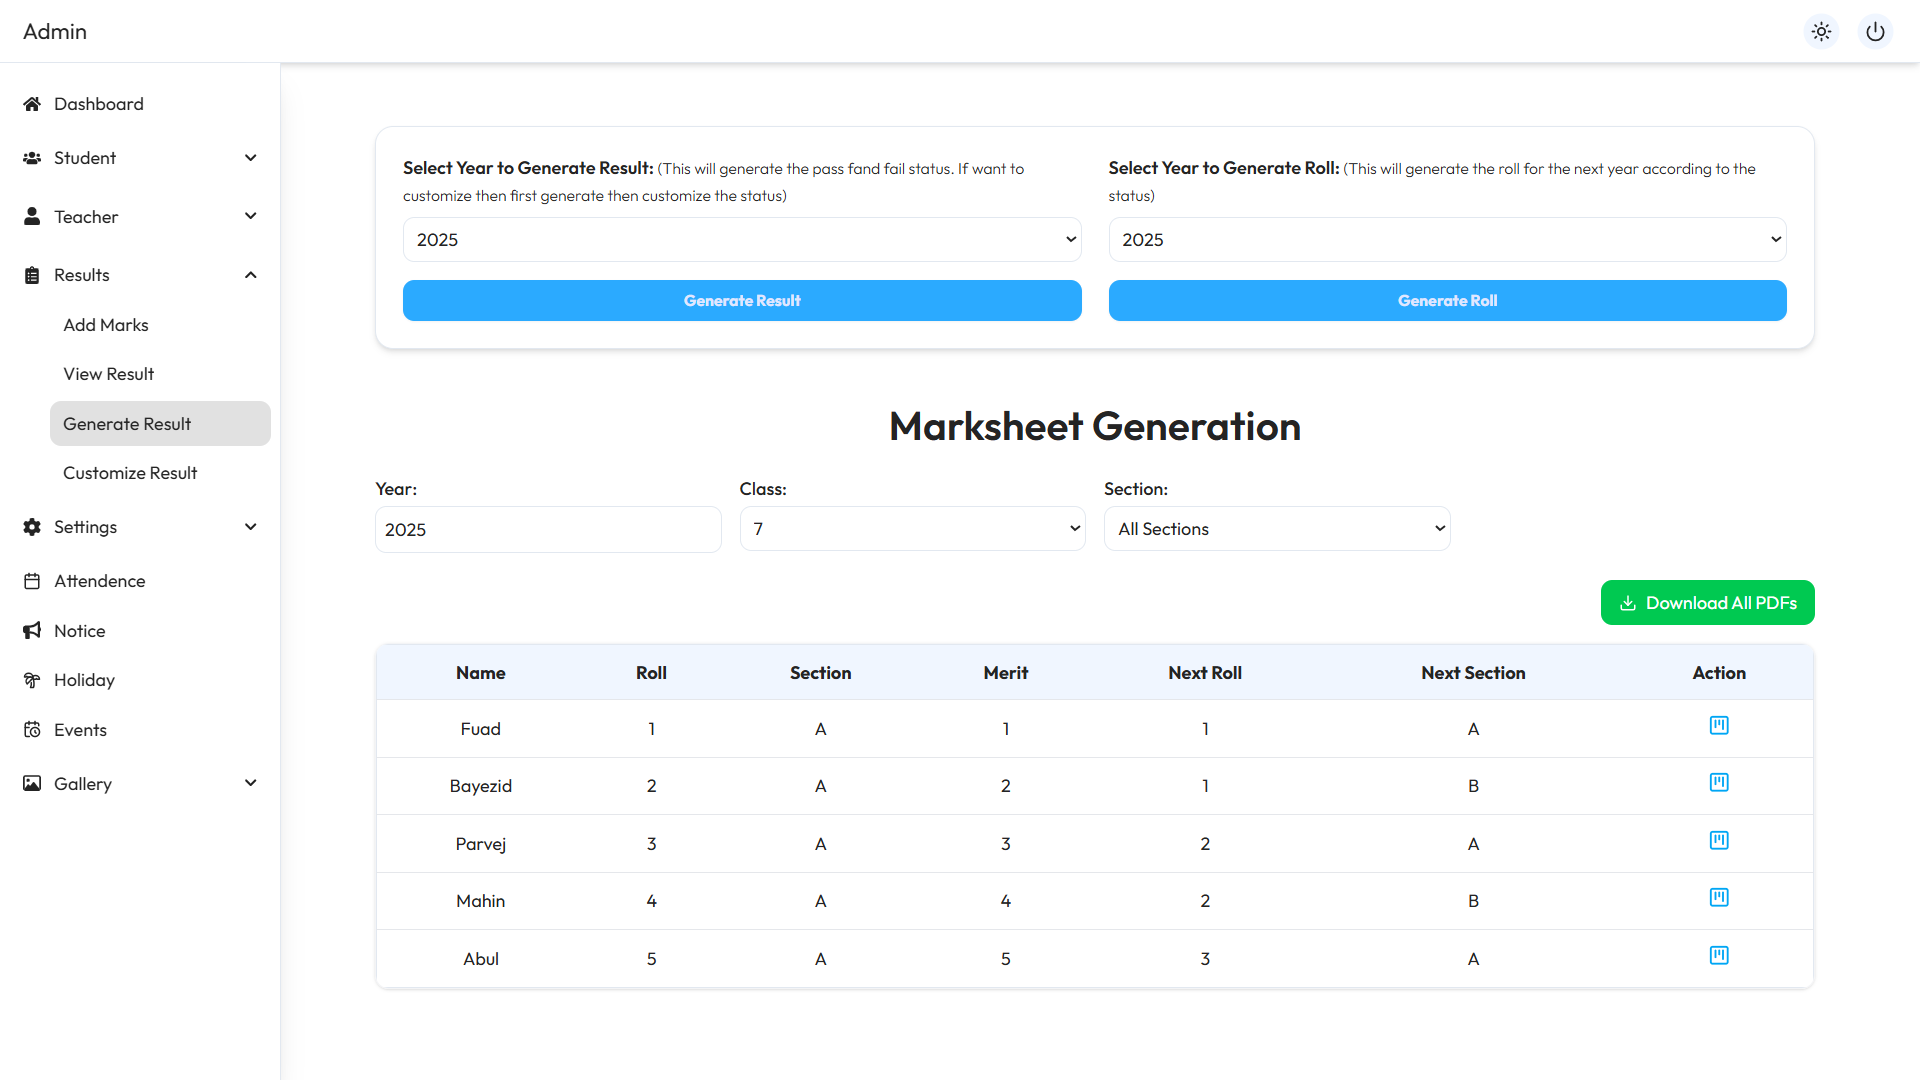 Admin
Dashboard
Student
Teacher
Results
Add Marks
View Result
Generate Result
Customize Result
Settings
Attendence
Notice
Holiday
Events
Gallery
Select Year to Generate Result: (This will generate the pass fand fail status. If want to
customize then first generate then customize the status)
2025
Generate Result
Select Year to Generate Roll: (This will generate the roll for the next year according to the
status)
2025
Generate Roll
Marksheet Generation
Year: Class: Section:
2025 7 All Sections
Download All PDFs
Name Roll Section Merit Next Roll Next Section Action
Fuad 1 A 1 1 A
Bayezid 2 A 2 1 B
Parvej 3 A 3 2 A
Mahin 4 A 4 2 B
Abul 5 A 5 3 A